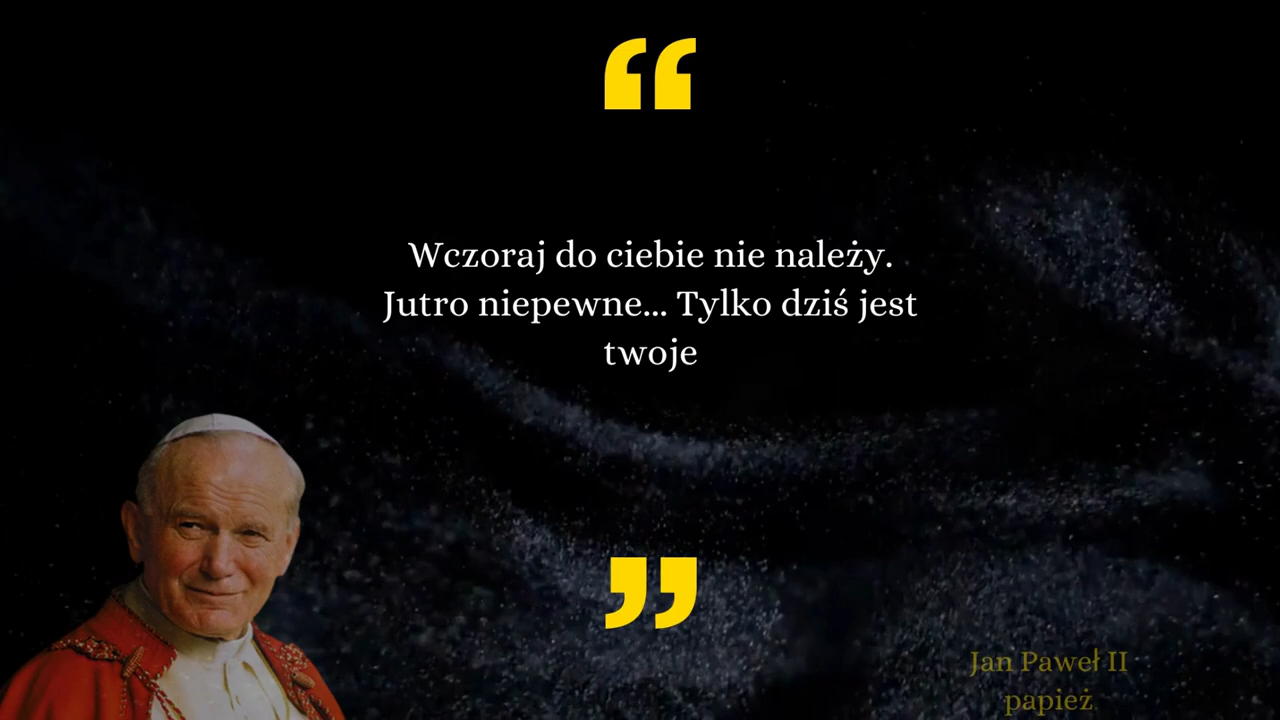 “
Wczoraj do ciebie nie należy.
Jutro niepewne... Tylko dziś jest
twoje
”
Jan Paweł II
papież